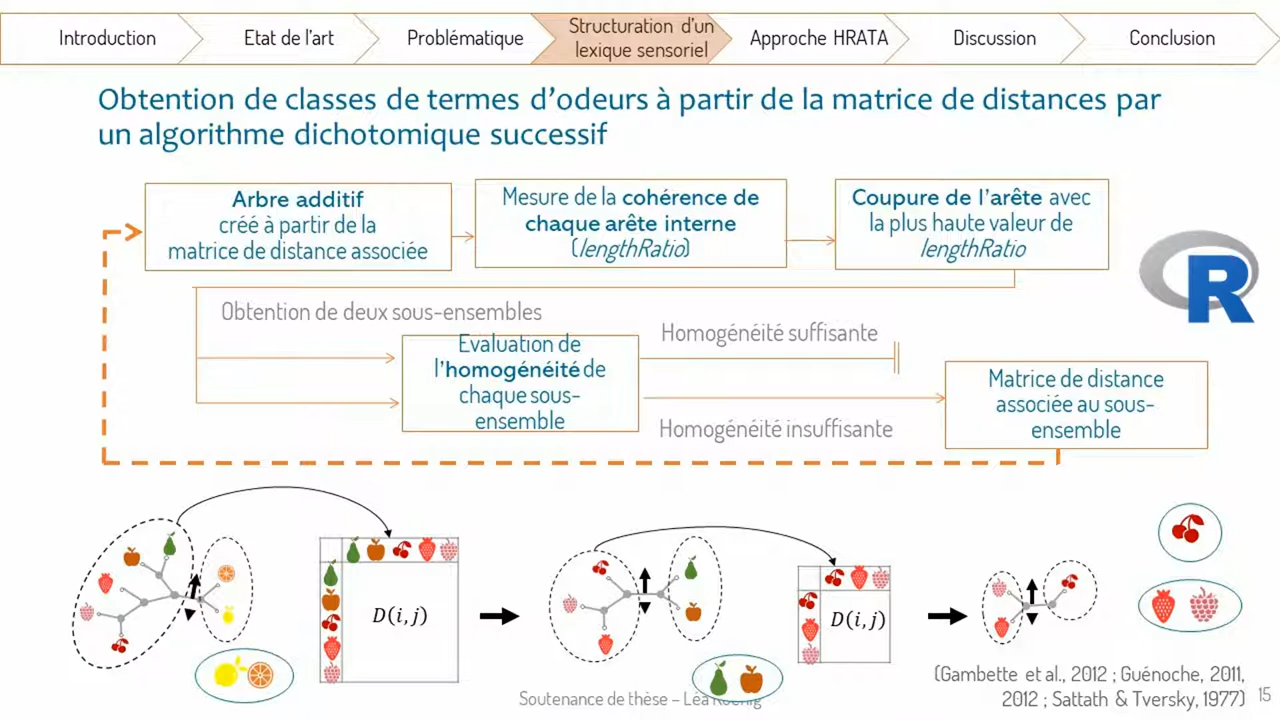 Introduction
Etat de l'art
Problématique
Structuration d'un
lexique sensoriel
Approche HRATA
Discussion
Conclusion
Obtention de classes de termes d'odeurs à partir de la matrice de distances par
un algorithme dichotomique successif
Arbre additif
créé à partir de la
matrice de distance associée
Mesure de la cohérence de
chaque arête interne
(lengthRatio)
Coupure de l'arête avec
la plus haute valeur de
lengthRatio
R
Obtention de deux sous-ensembles
Evaluation de
l'homogénéité de
chaque sous-
ensemble
Homogénéité suffisante
Homogénéité insuffisante
Matrice de distance
associée au sous-
ensemble
D(i,j)
D(i,j)
(Gambette et al., 2012 ; Guénoche, 2011,
2012 ; Sattath & Tversky, 1977)
Soutenance de thèse – Léa
15